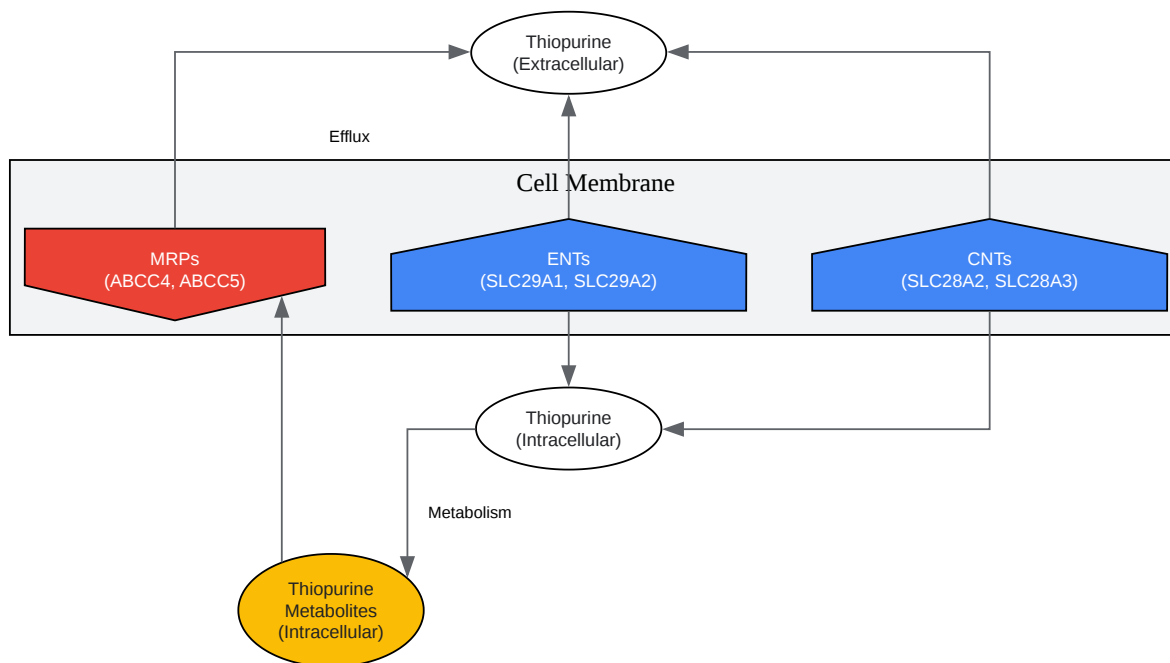 Thiopurine
(Extracellular)
Efflux
Cell Membrane
MRPs
(ABCC4, ABCC5)
ENTs
(SLC29A1, SLC29A2)
CNTs
(SLC28A2, SLC28A3)
Thiopurine
(Intracellular)
Metabolism
Thiopurine
Metabolites
(Intracellular)